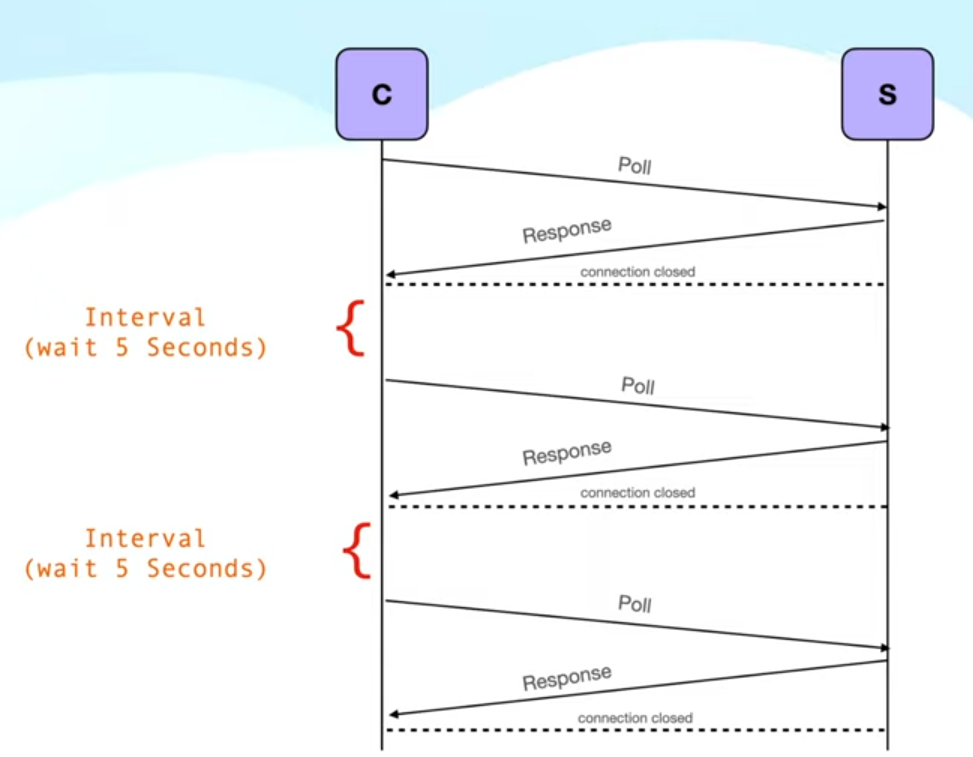 C
S
Poll
Response
connection closed
Interval
(wait 5 Seconds)
{
Poll
Response
connection closed
Interval
(wait 5 Seconds)
{
Poll
Response
connection closed